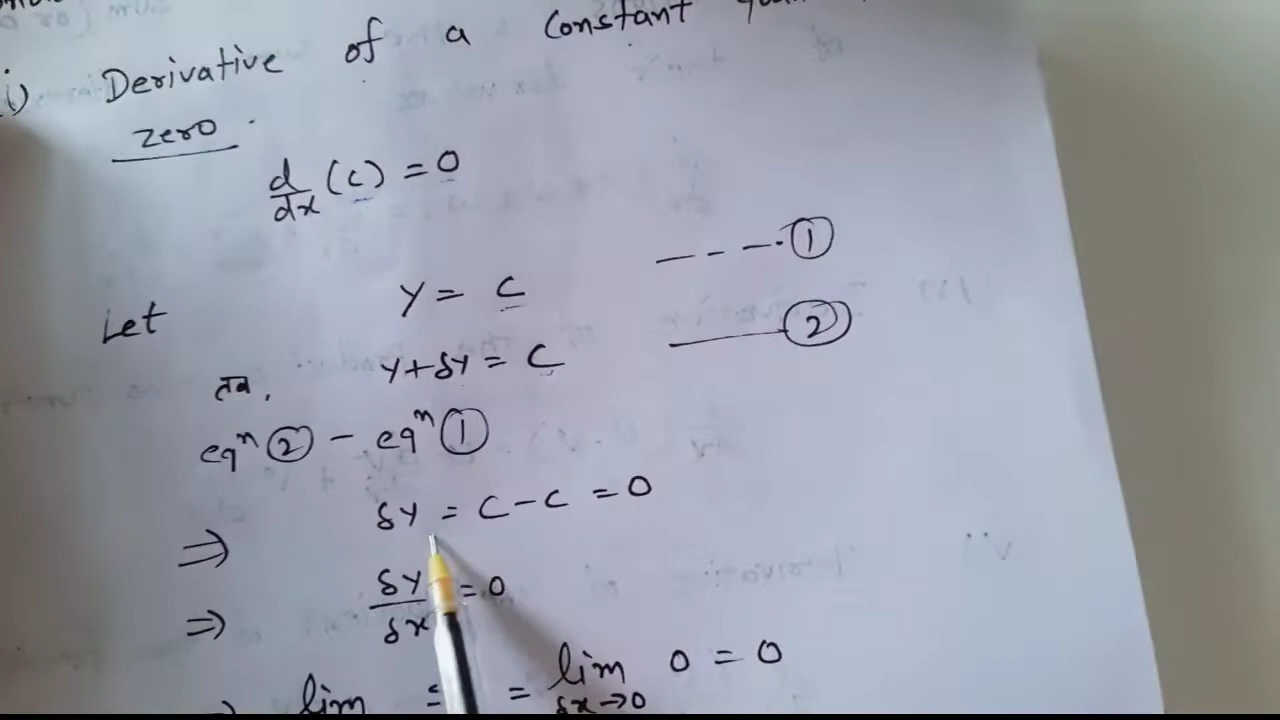 i) Derivative of a constant
zero.
d/dx (c) = 0
Let y = c ---- ①
तब, y+δy = c —— ②
eqⁿ ② - eqⁿ ①
⇒ δy = c - c = 0
⇒ δy/δx = 0
⇒ lim = lim δx→0 0 = 0